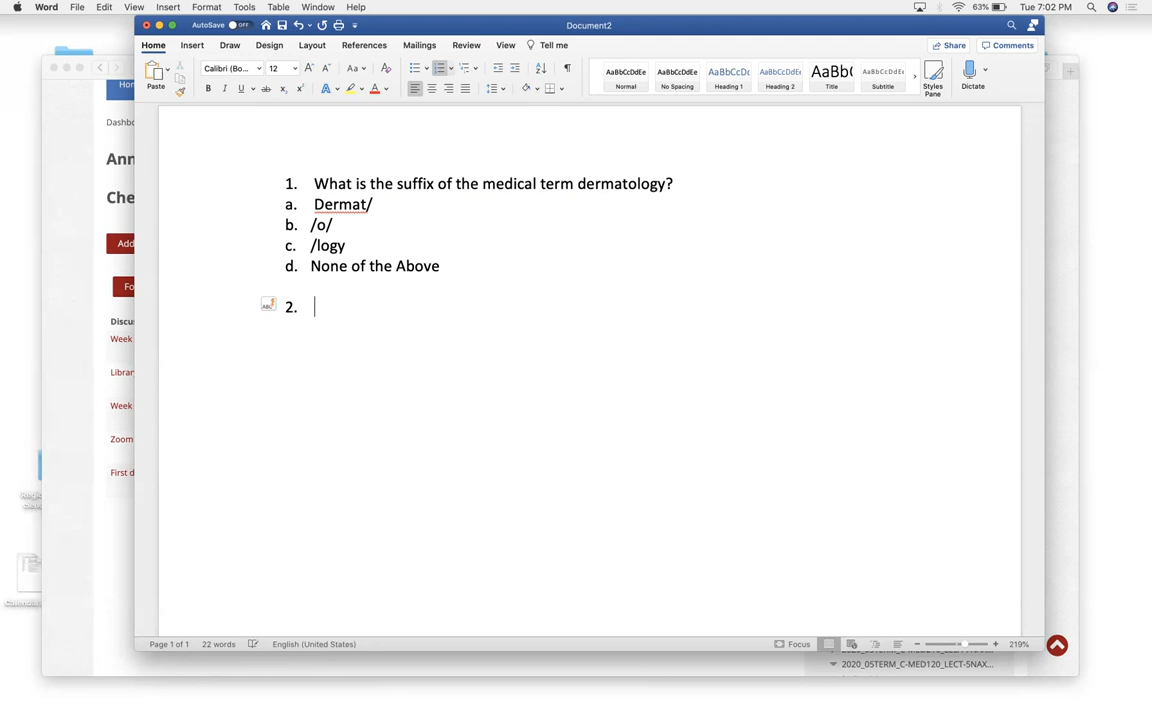 Word File Edit View Insert Format Tools Table Window Help 63% Tue 7:02 PM
AutoSave OFF Document2
Home Insert Draw Design Layout References Mailings Review View Tell me Share Comments
Paste Calibri (Bo... 12 Aa
AaBbCcDdEe AaBbCcDdEe AaBbCcDc AaBbCcDdEe AaBb( AaBbCcDdEe
Normal No Spacing Heading 1 Heading 2 Title Subtitle Styles Pane Dictate
Hon
Dashbo
Ann
Che
Add
Fo
Discus
Week
Library
Week
Zoom
First d
1. What is the suffix of the medical term dermatology?
a. Dermat/
b. /o/
c. /logy
d. None of the Above
2.
Page 1 of 1 22 words English (United States) Focus 219%
2020_05TERM_C-MED120_LECT-5NAX...